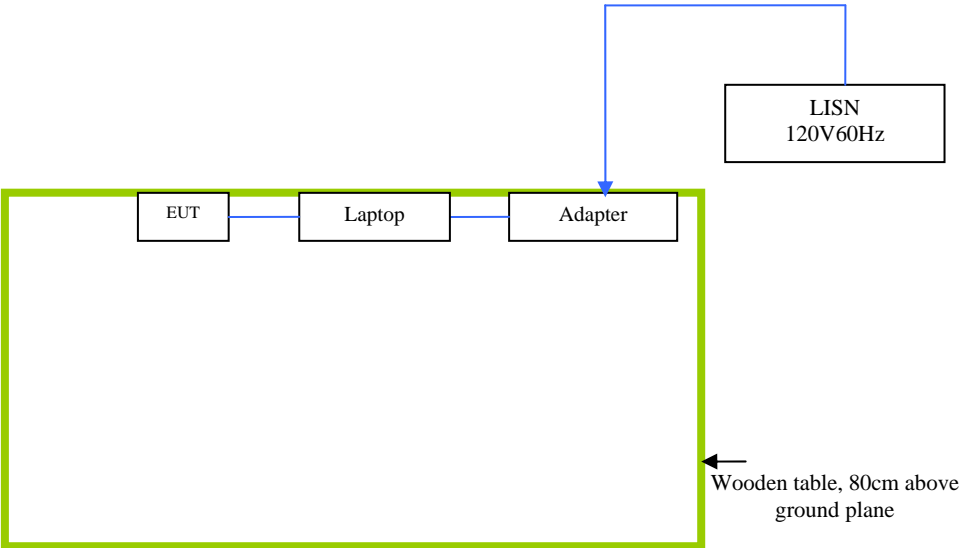 LISN
120V60Hz
EUT
Laptop
Adapter
Wooden table, 80cm above
ground plane